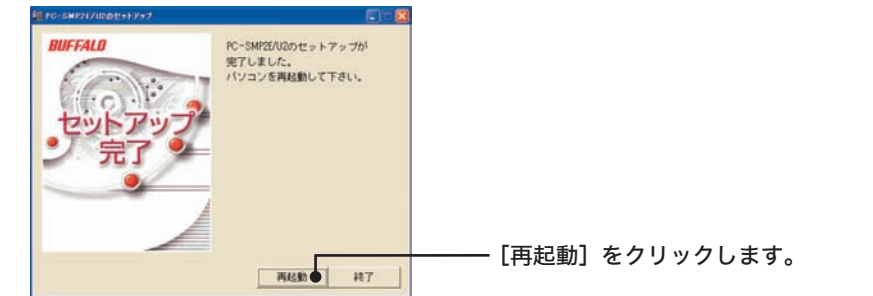 PC-SMP2E/U2のセットアップ
BUFFALO
PC-SMP2E/U2のセットアップが
完了しました。
パソコンを再起動して下さい。
セットアップ
完了
再起動
終了
［再起動］をクリックします。